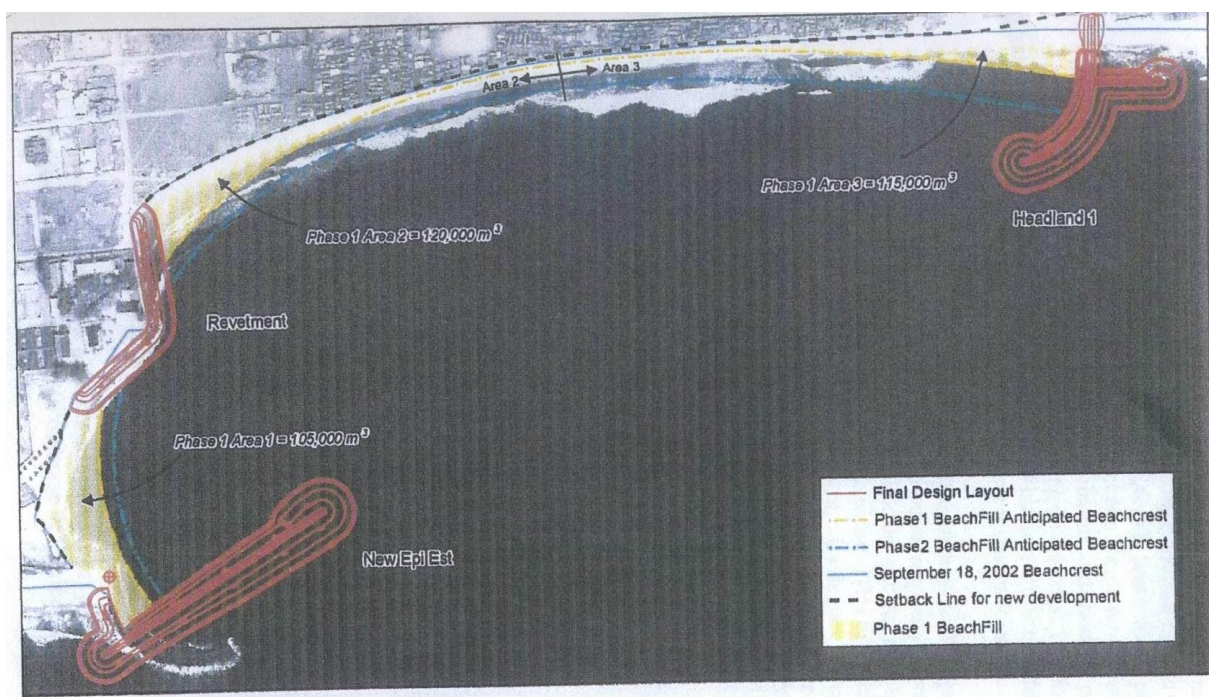 Area 2
Area 3
Phase 1 Area 3 = 115,000 m³
Headland 1
Phase 1 Area 2 = 120,000 m³
Revetment
Phase 1 Area 1 = 105,000 m³
New Epi Est
Final Design Layout
Phase1 BeachFill Anticipated Beachcrest
Phase2 BeachFill Anticipated Beachcrest
September 18, 2002 Beachcrest
Setback Line for new development
Phase 1 BeachFill